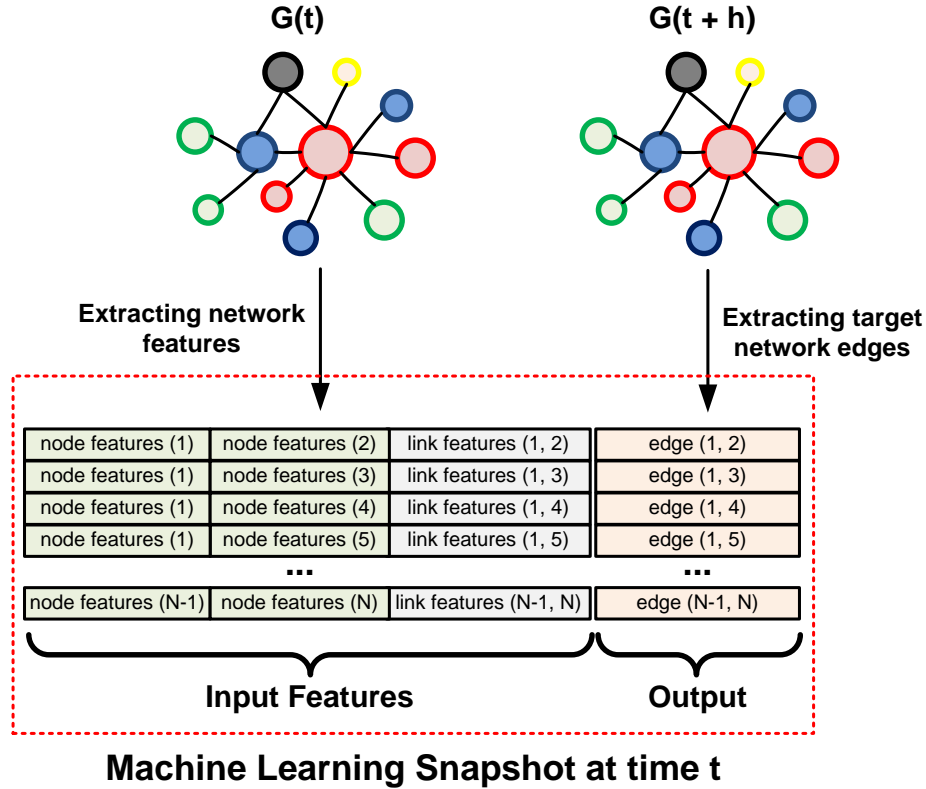 G(t)
G(t + h)
Extracting network
features
Extracting target
network edges
node features (1) node features (2) link features (1, 2) edge (1, 2)
node features (1) node features (3) link features (1, 3) edge (1, 3)
node features (1) node features (4) link features (1, 4) edge (1, 4)
node features (1) node features (5) link features (1, 5) edge (1, 5)
... ...
node features (N-1) node features (N) link features (N-1, N) edge (N-1, N)
Input Features
Output
Machine Learning Snapshot at time t